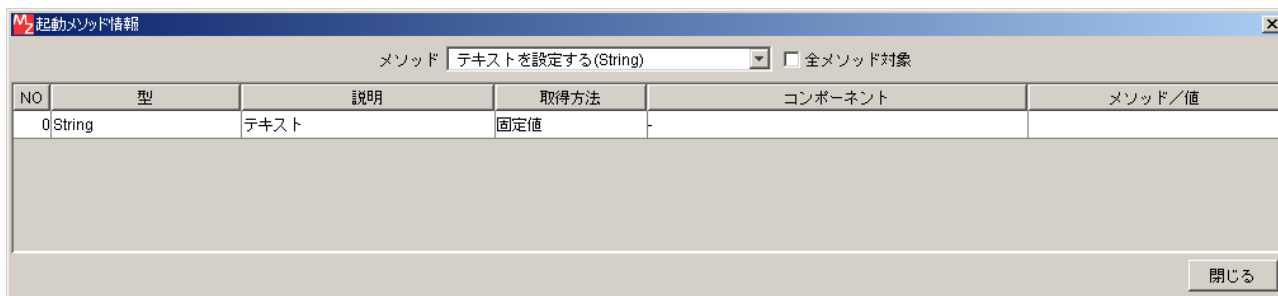 MZ 起動メソッド情報
メソッド テキストを設定する(String) 全メソッド対象
NO 型 説明 取得方法 コンポーネント メソッド/値
0 String テキスト 固定値 -
閉じる